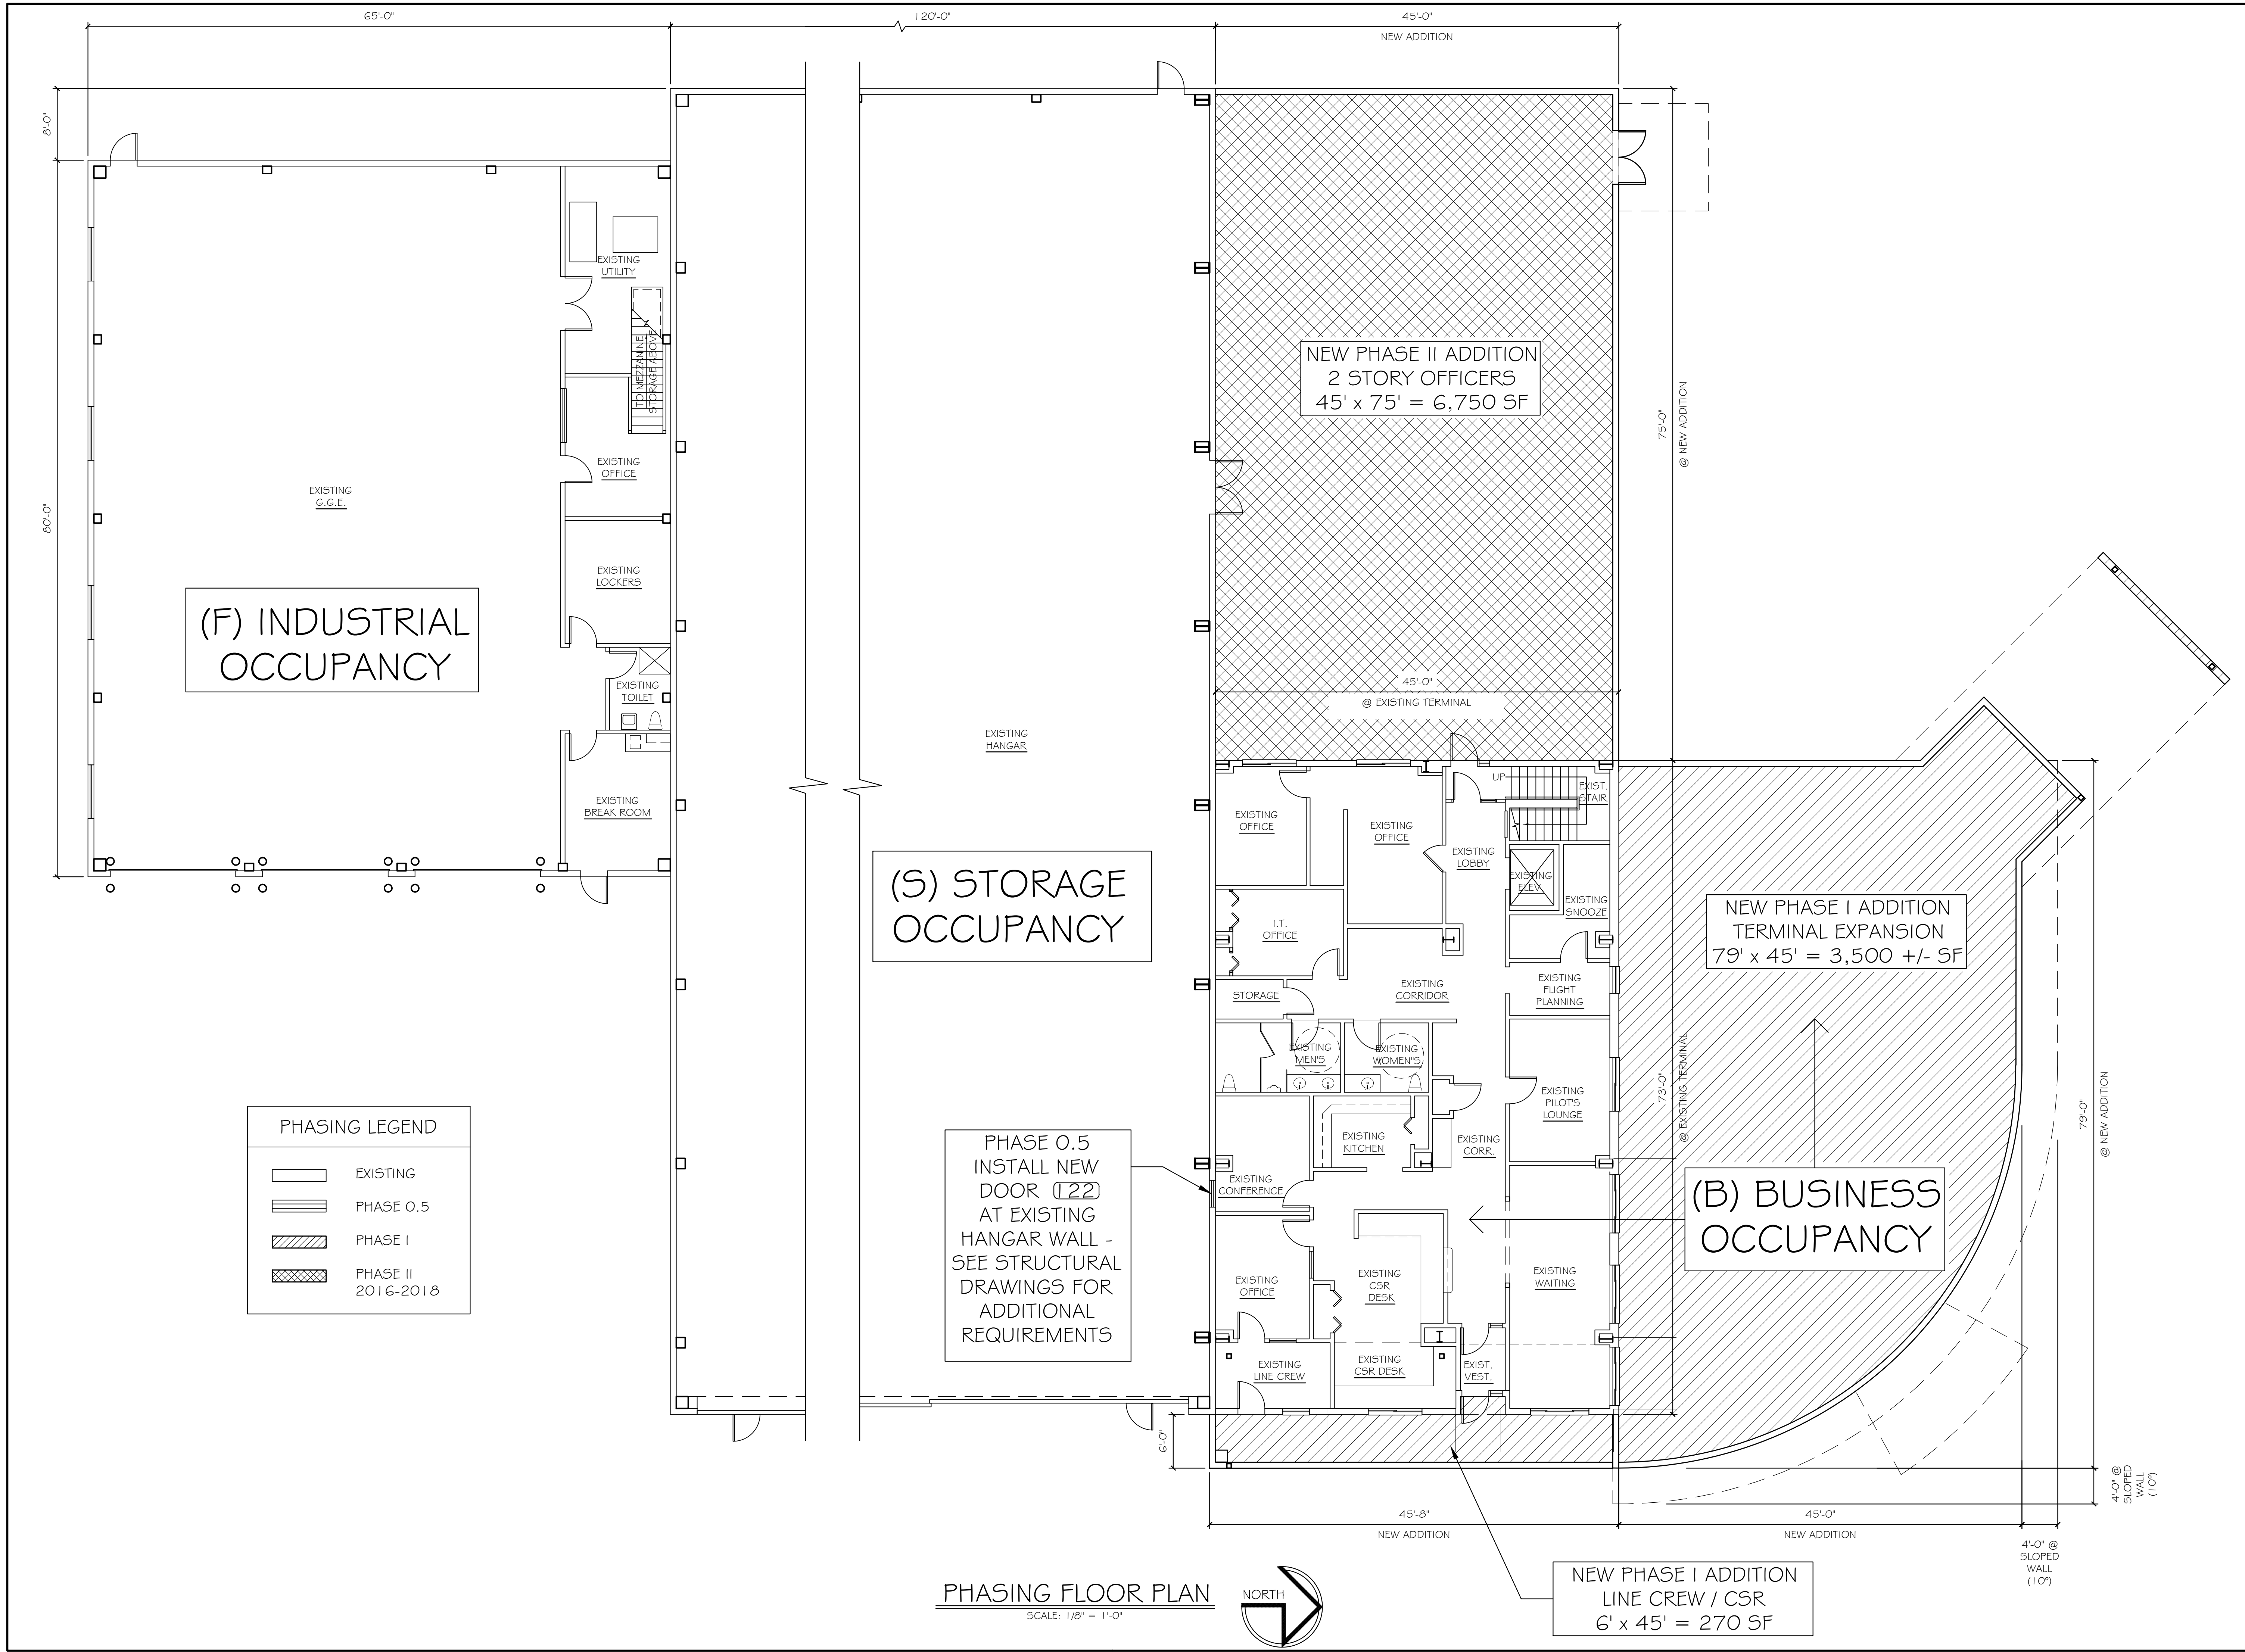 65'-0"
120'-0"
45'-0"
NEW ADDITION
8'-0"
80'-0"
EXISTING
UTILITY
TO MEZZANINE
STORAGE ABOVE
EXISTING
OFFICE
EXISTING
G.G.E.
EXISTING
LOCKERS
(F) INDUSTRIAL
OCCUPANCY
EXISTING
TOILET
EXISTING
BREAK ROOM
EXISTING
HANGAR
(S) STORAGE
OCCUPANCY
NEW PHASE II ADDITION
2 STORY OFFICERS
45' x 75' = 6,750 SF
75'-0"
@ NEW ADDITION
45'-0"
@ EXISTING TERMINAL
EXISTING
OFFICE
EXISTING
OFFICE
EXISTING
LOBBY
UP
EXIST.
STAIR
EXISTING
ELEV.
EXISTING
SNOOZE
I.T.
OFFICE
STORAGE
EXISTING
CORRIDOR
EXISTING
FLIGHT
PLANNING
EXISTING
MEN'S
EXISTING
WOMEN'S
EXISTING
PILOT'S
LOUNGE
EXISTING
KITCHEN
EXISTING
CORR.
EXISTING
CONFERENCE
EXISTING
OFFICE
EXISTING
CSR
DESK
EXISTING
WAITING
EXISTING
LINE CREW
EXISTING
CSR DESK
EXIST.
VEST.
NEW PHASE I ADDITION
TERMINAL EXPANSION
79' x 45' = 3,500 +/- SF
73'-0"
@ EXISTING TERMINAL
(B) BUSINESS
OCCUPANCY
79'-0"
@ NEW ADDITION
4'-0" @
SLOPED
WALL
(10°)
PHASING LEGEND
EXISTING
PHASE 0.5
PHASE I
PHASE II
2016-2018
PHASE 0.5
INSTALL NEW
DOOR 122
AT EXISTING
HANGAR WALL -
SEE STRUCTURAL
DRAWINGS FOR
ADDITIONAL
REQUIREMENTS
6'-0"
45'-8"
NEW ADDITION
45'-0"
NEW ADDITION
4'-0" @
SLOPED
WALL
(10°)
NEW PHASE I ADDITION
LINE CREW / CSR
6' x 45' = 270 SF
PHASING FLOOR PLAN
SCALE: 1/8" = 1'-0"
NORTH